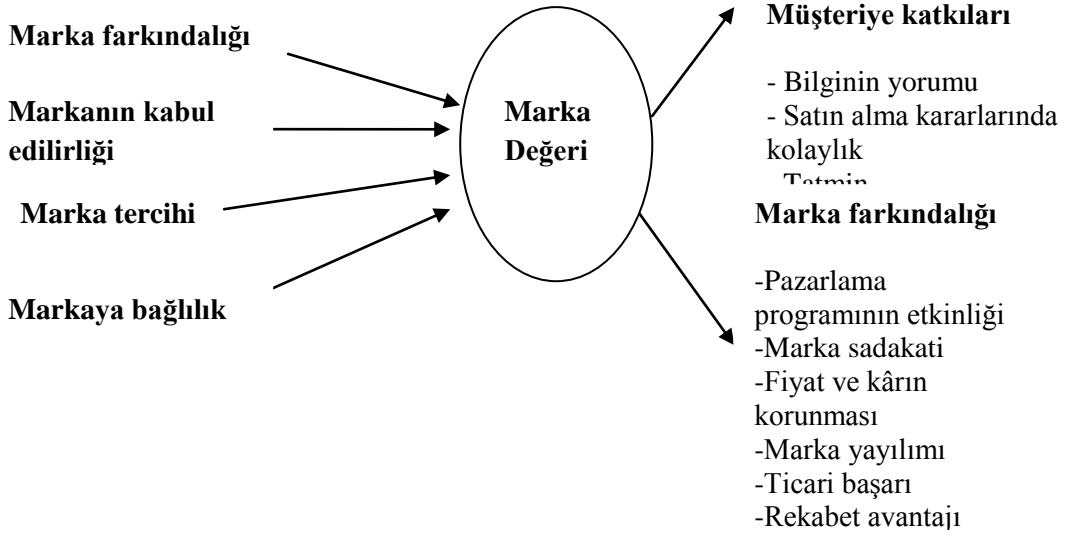 Marka farkındalığı
Markanın kabul
edilirliği
Marka tercihi
Markaya bağlılık
Marka
Değeri
Müşteriye katkıları
- Bilginin yorumu
- Satın alma kararlarında
kolaylık
- Tatmin
Marka farkındalığı
-Pazarlama
programının etkinliği
-Marka sadakati
-Fiyat ve kârın
korunması
-Marka yayılımı
-Ticari başarı
-Rekabet avantajı